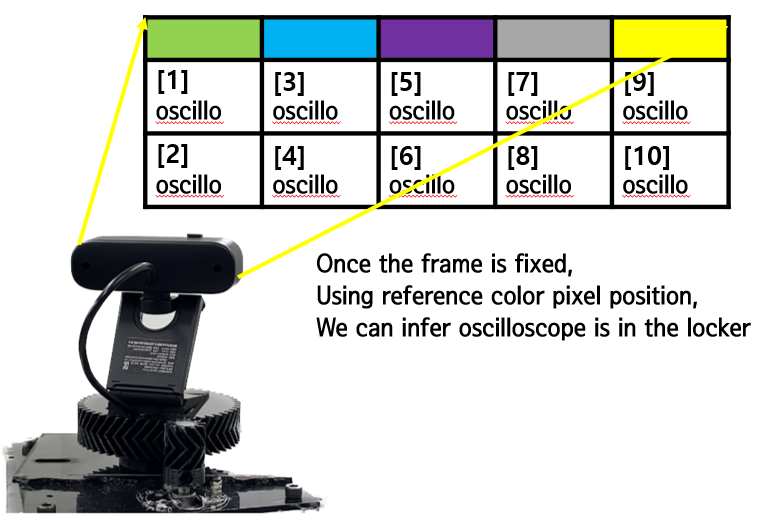 [1] [3] [5] [7] [9]
oscillo oscillo oscillo oscillo oscillo
[2] [4] [6] [8] [10]
oscillo oscillo oscillo oscillo oscillo
Once the frame is fixed,
Using reference color pixel position,
We can infer oscilloscope is in the locker